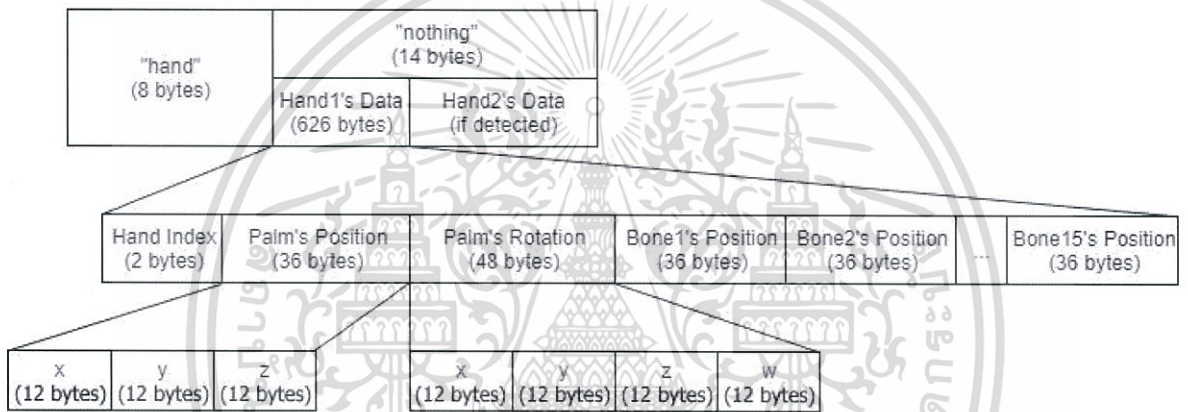 "hand"
(8 bytes)
"nothing"
(14 bytes)
Hand1's Data
(626 bytes)
Hand2's Data
(if detected)
Hand Index
(2 bytes)
Palm's Position
(36 bytes)
Palm's Rotation
(48 bytes)
Bone1's Position
(36 bytes)
Bone2's Position
(36 bytes)
...
Bone15's Position
(36 bytes)
x
(12 bytes)
y
(12 bytes)
z
(12 bytes)
x
(12 bytes)
y
(12 bytes)
z
(12 bytes)
w
(12 bytes)